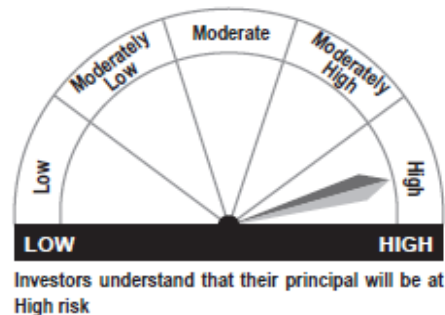 Low
Moderately
Low
Moderate
Moderately
High
High
LOW HIGH
Investors understand that their principal will be at
High risk